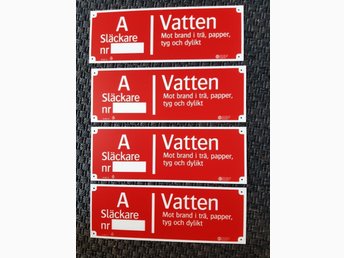 A
Släckare
nr
Vatten
Mot brand i trä, papper,
tyg och dylikt
A
Släckare
nr
Vatten
Mot brand i trä, papper,
tyg och dylikt
A
Släckare
nr
Vatten
Mot brand i trä, papper,
tyg och dylikt
A
Släckare
nr
Vatten
Mot brand i trä, papper,
tyg och dylikt